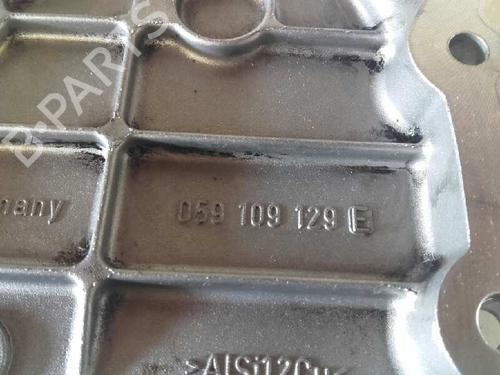 B-PARTS
many
059 109 129 E
>AlSi12Cu<